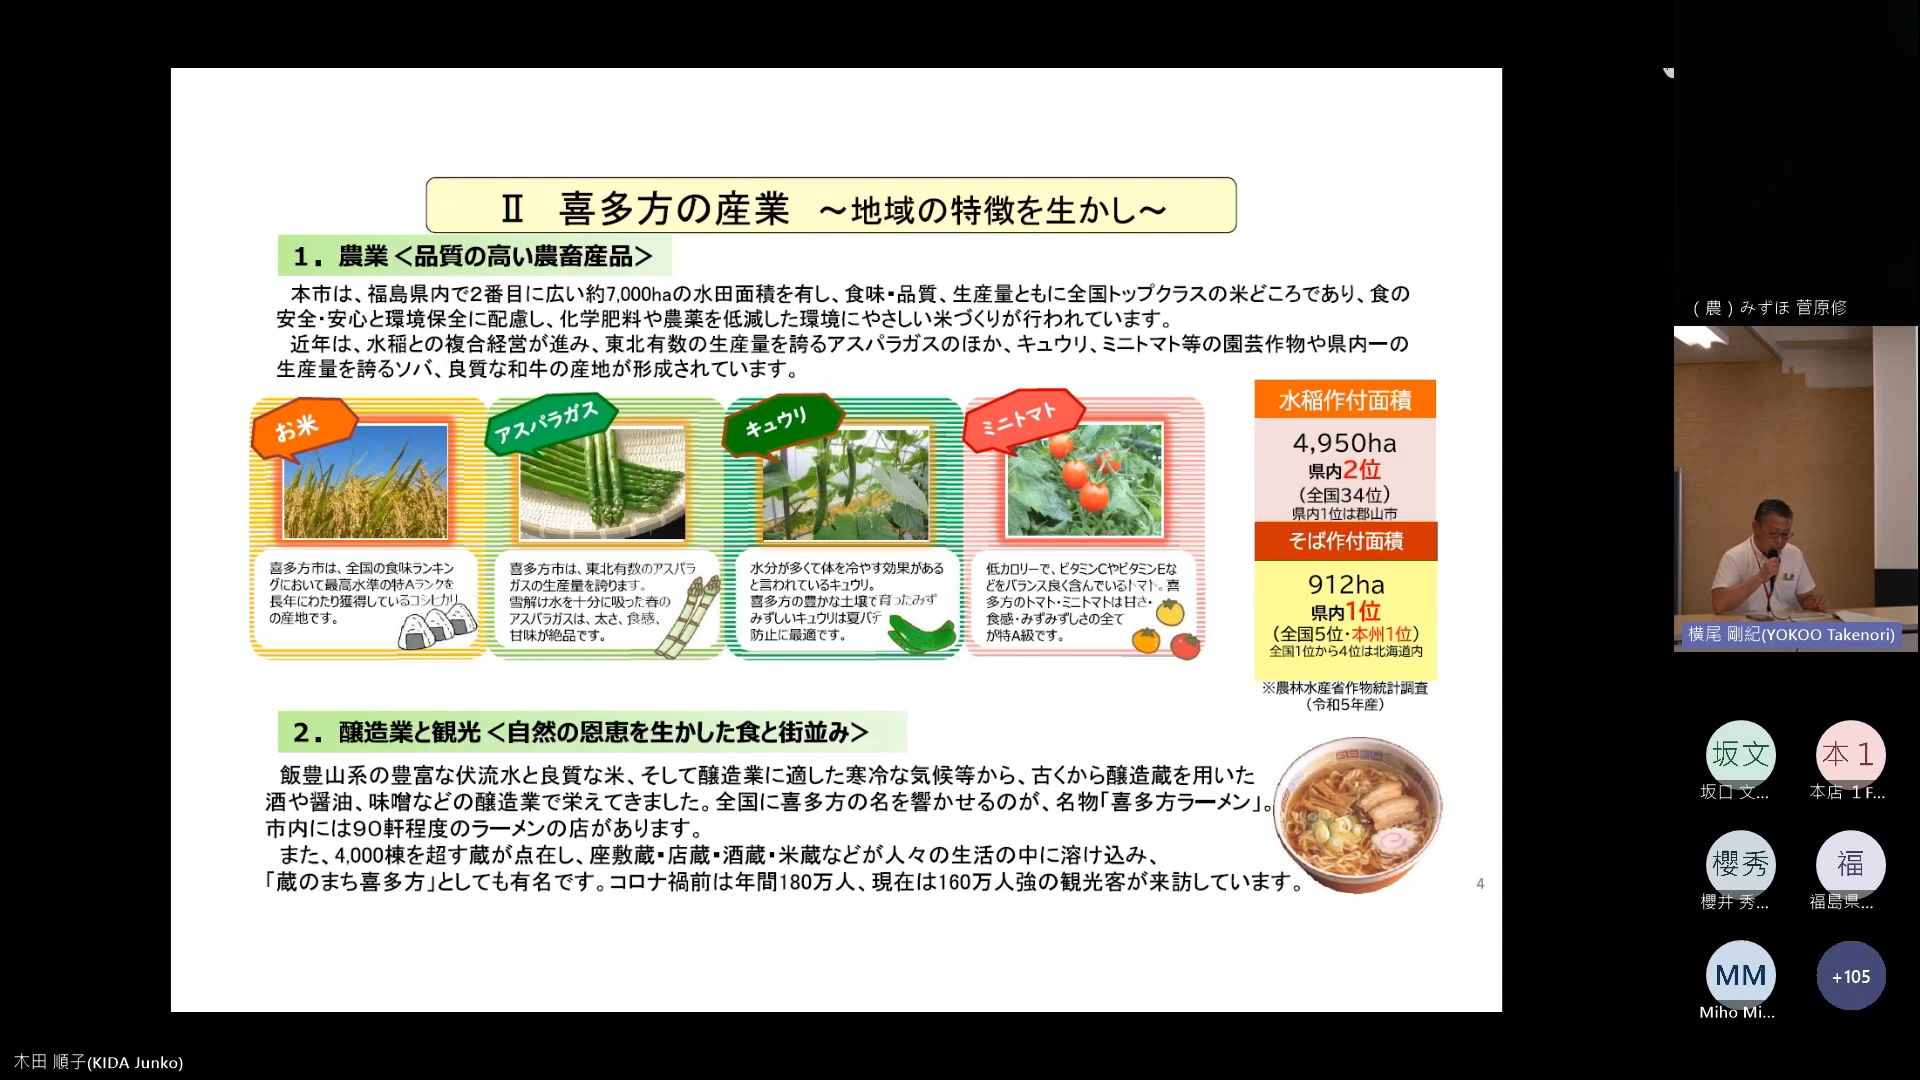 Ⅱ 喜多方の産業 ～地域の特徴を生かし～
１．農業＜品質の高い農畜産品＞
本市は、福島県内で２番目に広い約7,000haの水田面積を有し、食味・品質、生産量ともに全国トップクラスの米どころであり、食の
安全・安心と環境保全に配慮し、化学肥料や農薬を低減した環境にやさしい米づくりが行われています。
近年は、水稲との複合経営が進み、東北有数の生産量を誇るアスパラガスのほか、キュウリ、ミニトマト等の園芸作物や県内一の
生産量を誇るソバ、良質な和牛の産地が形成されています。
お米
喜多方市は、全国の食味ランキン
グにおいて最高水準の特Aランクを
長年にわたり獲得しているコシヒカリ
の産地です。
アスパラガス
喜多方市は、東北有数のアスパラ
ガスの生産量を誇ります。
雪解け水を十分に吸った春の
アスパラガスは、太さ、食感、
甘味が絶品です。
キュウリ
水分が多くて体を冷やす効果がある
と言われているキュウリ。
喜多方の豊かな土壌で育ったみず
みずしいキュウリは夏バテ
防止に最適です。
ミニトマト
低カロリーで、ビタミンCやビタミンEな
どをバランス良く含んでいるトマト。喜
多方のトマト・ミニトマトは甘さ・
食感・みずみずしさの全て
が特A級です。
水稲作付面積
4,950ha
県内2位
（全国34位）
県内1位は郡山市
そば作付面積
912ha
県内1位
（全国5位・本州1位）
全国1位から4位は北海道内
※農林水産省作物統計調査
（令和5年産）
２．醸造業と観光＜自然の恩恵を生かした食と街並み＞
飯豊山系の豊富な伏流水と良質な米、そして醸造業に適した寒冷な気候等から、古くから醸造蔵を用いた
酒や醤油、味噌などの醸造業で栄えてきました。全国に喜多方の名を響かせるのが、名物「喜多方ラーメン」。
市内には９０軒程度のラーメンの店があります。
また、4,000棟を超す蔵が点在し、座敷蔵・店蔵・酒蔵・米蔵などが人々の生活の中に溶け込み、
「蔵のまち喜多方」としても有名です。コロナ禍前は年間180万人、現在は160万人強の観光客が来訪しています。
4
（農）みずほ 菅原修
横尾 剛紀(YOKOO Takenori)
坂文
坂口 文...
本１
本店 １F...
櫻秀
櫻井 秀...
福
福島県...
MM
Miho Mi...
+105
木田 順子(KIDA Junko)